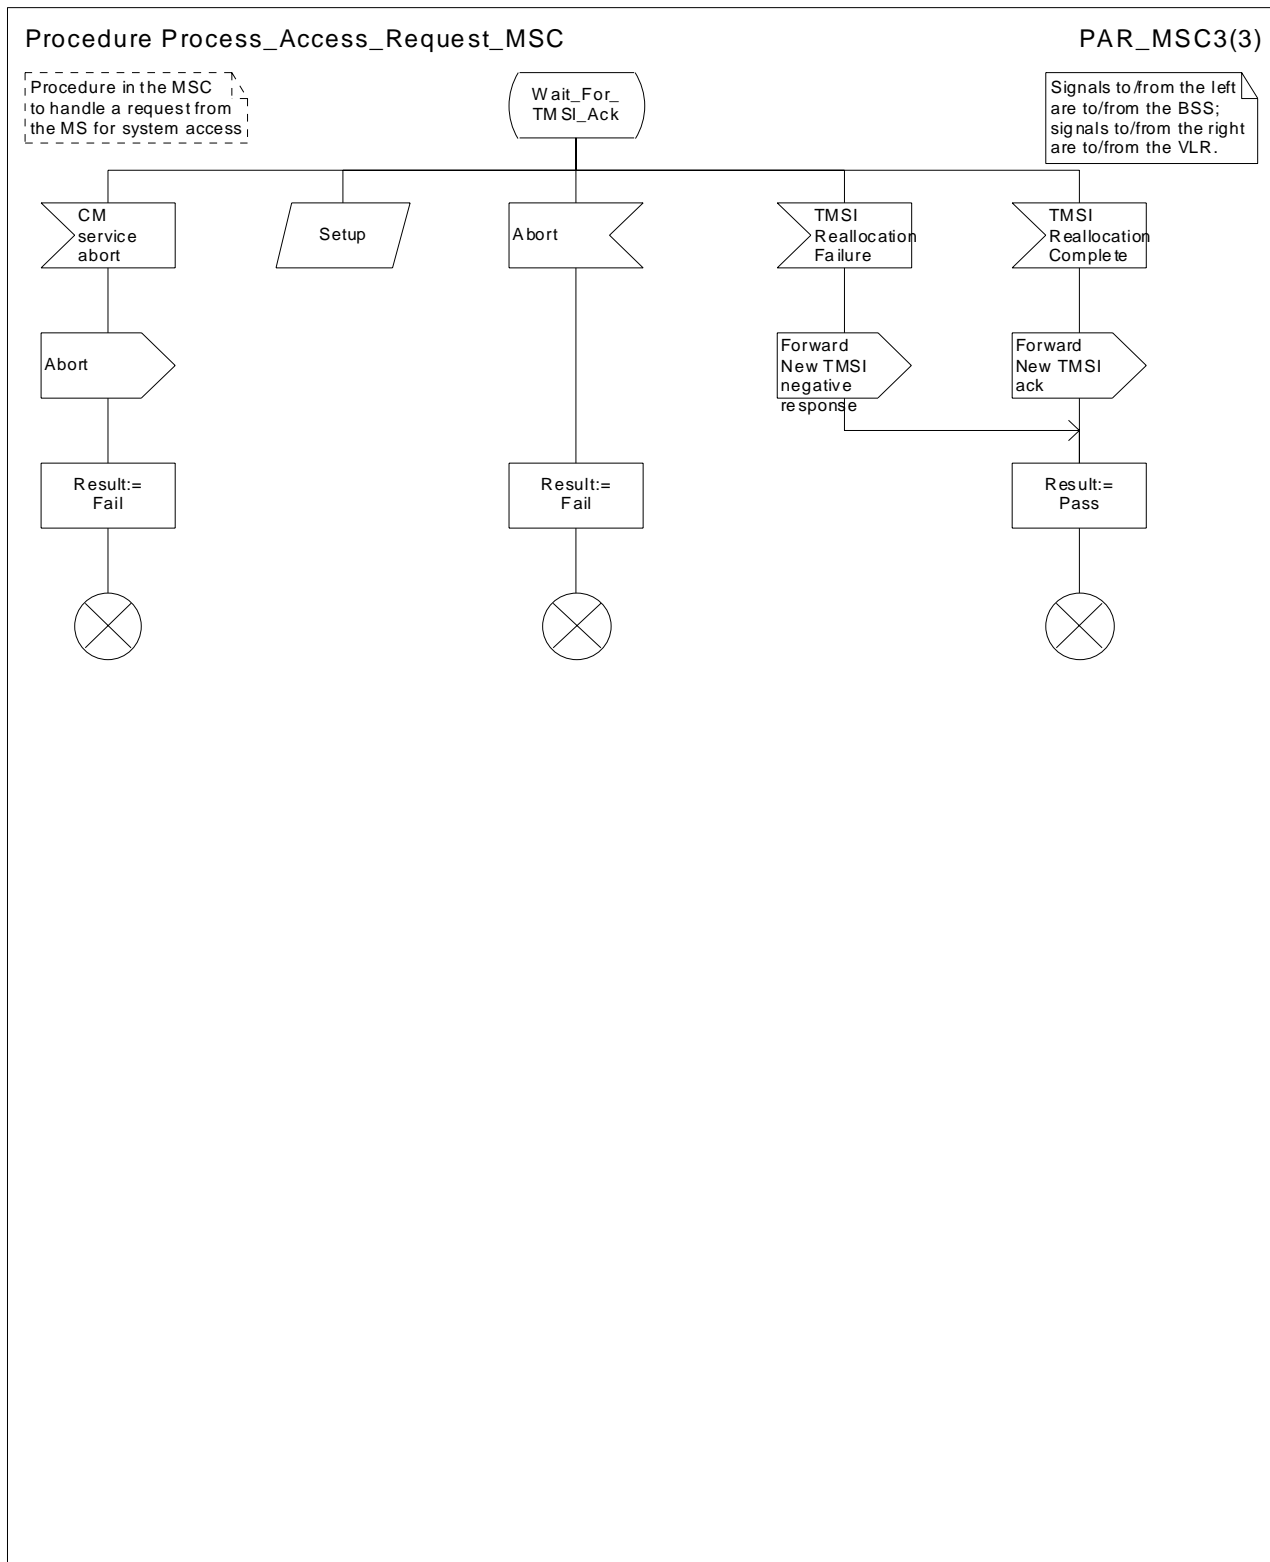 Procedure Process_Access_Request_MSC
PAR_MSC3(3)
Procedure in the MSC
to handle a request from
the MS for system access
Wait_For_
TMSI_Ack
Signals to/from the left
are to/from the BSS;
signals to/from the right
are to/from the VLR.
CM
service
abort
Setup
Abort
TMSI
Reallocation
Failure
TMSI
Reallocation
Complete
Abort
Forward
New TMSI
negative
response
Forward
New TMSI
ack
Result:=
Fail
Result:=
Fail
Result:=
Pass